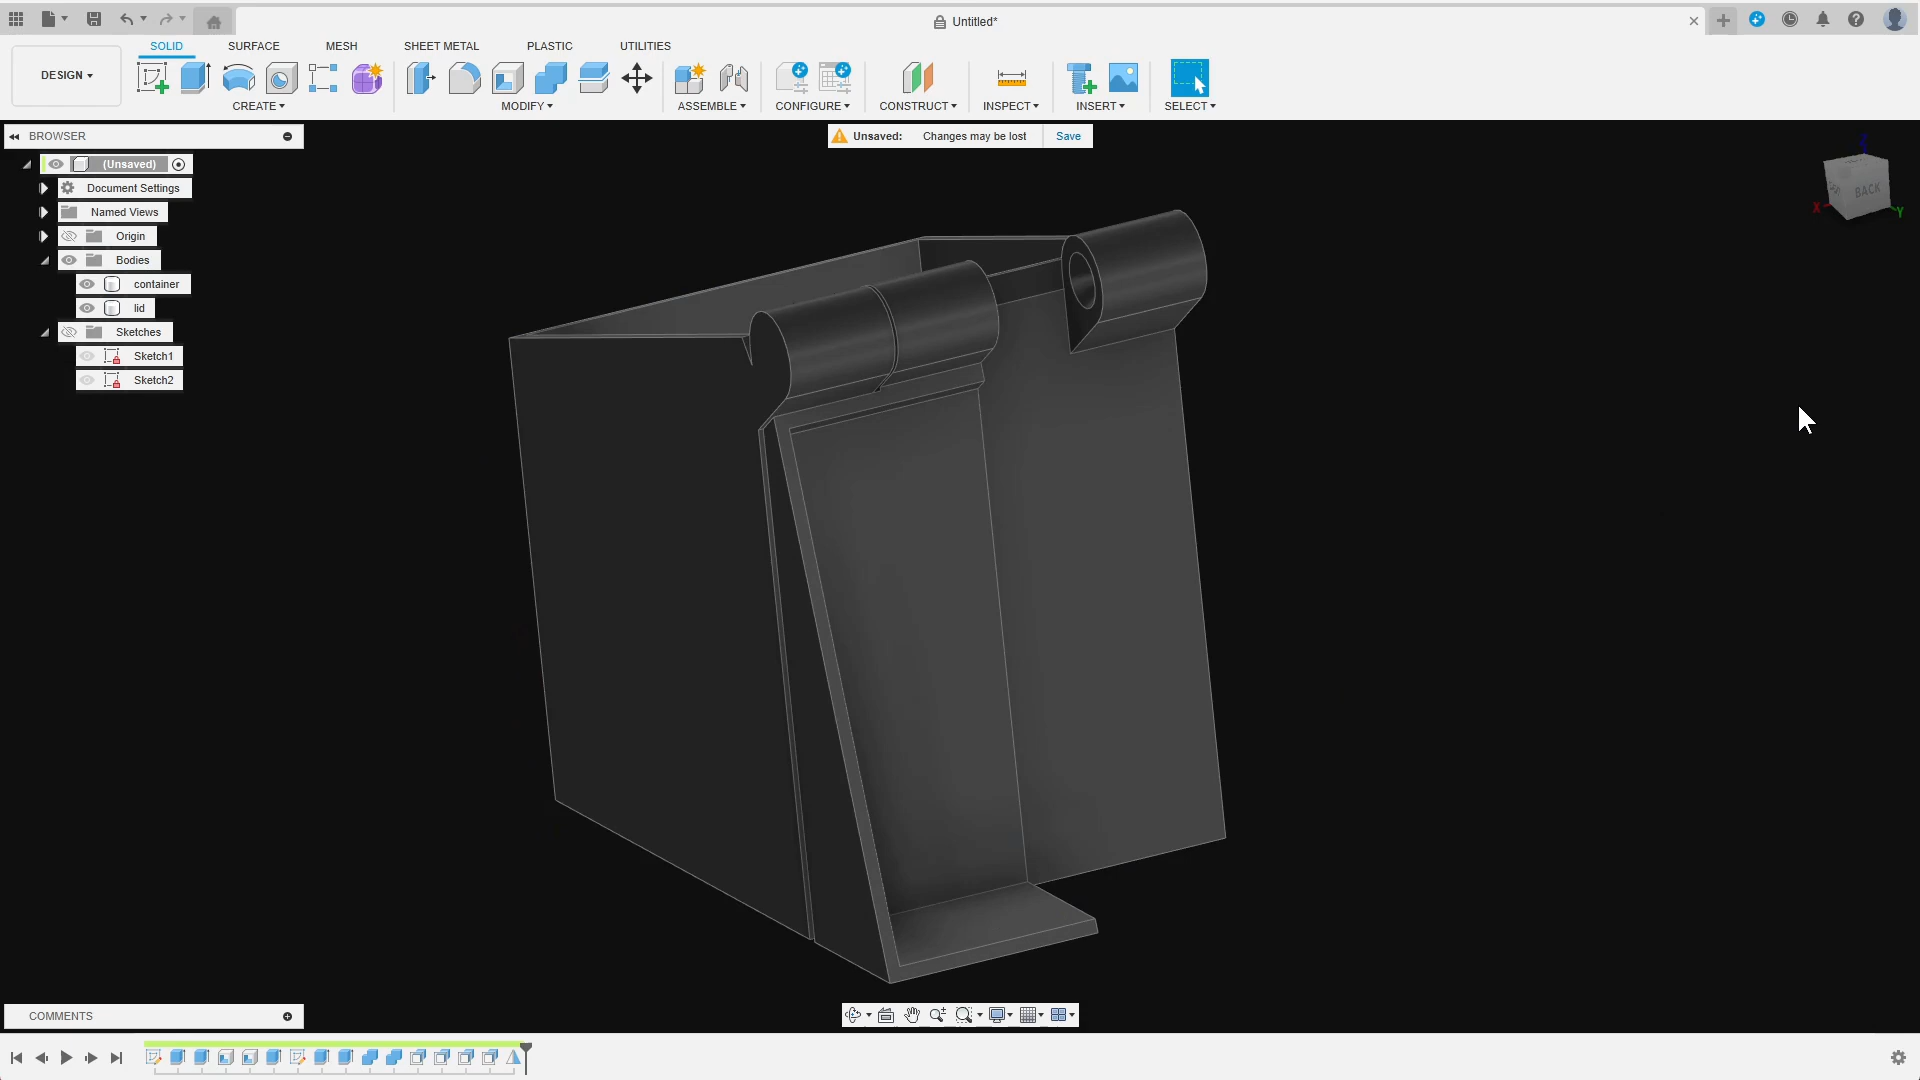 Untitled*
SOLID SURFACE MESH SHEET METAL PLASTIC UTILITIES
DESIGN
CREATE MODIFY ASSEMBLE CONFIGURE CONSTRUCT INSPECT INSERT SELECT
BROWSER
Unsaved: Changes may be lost Save
(Unsaved)
Document Settings
Named Views
Origin
Bodies
container
lid
Sketches
Sketch1
Sketch2
BACK
X
Y
COMMENTS